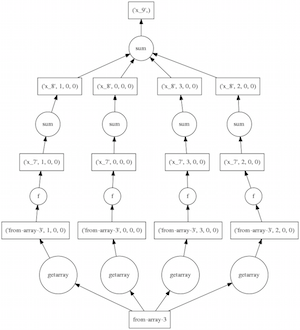 ('x_9',)
sum
('x_8', 1, 0, 0) ('x_8', 0, 0, 0) ('x_8', 3, 0, 0) ('x_8', 2, 0, 0)
sum sum sum sum
('x_7', 1, 0, 0) ('x_7', 0, 0, 0) ('x_7', 3, 0, 0) ('x_7', 2, 0, 0)
f f f f
('from-array-3', 1, 0, 0) ('from-array-3', 0, 0, 0) ('from-array-3', 3, 0, 0) ('from-array-3', 2, 0, 0)
getarray getarray getarray getarray
from-array-3